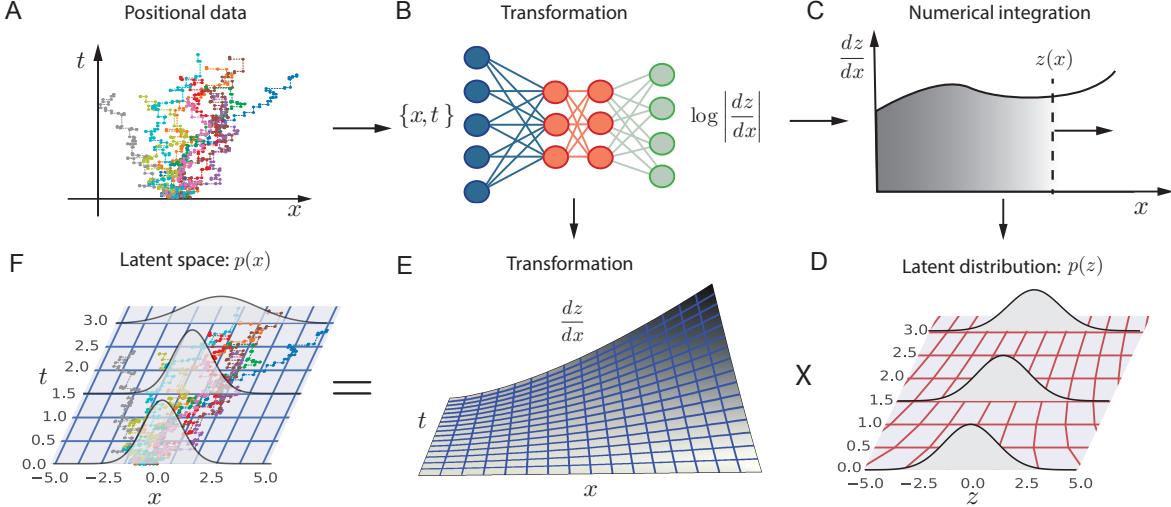 A
Positional data
t
x
B
Transformation
{x, t}
log |dz/dx|
C
Numerical integration
dz/dx
z(x)
x
F
Latent space: p(x)
3.0
2.5
2.0
t
1.5
1.0
0.5
0.0
−5.0 −2.5 0.0 2.5 5.0
x
=
E
Transformation
dz/dx
t
x
X
D
Latent distribution: p(z)
3.0
2.5
2.0
1.5
1.0
0.5
0.0
−5.0 −2.5 0.0 2.5 5.0
z